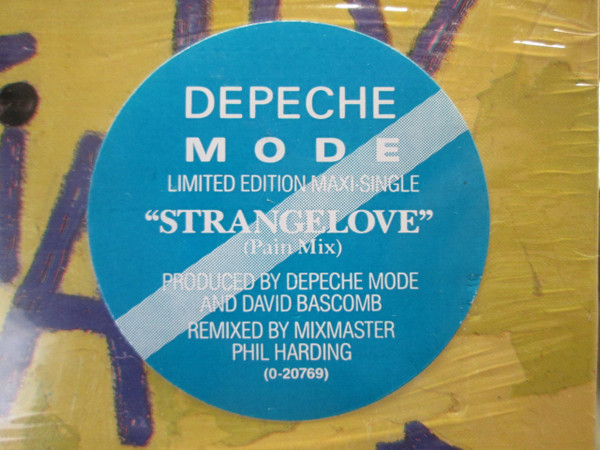 DEPECHE
MODE
LIMITED EDITION MAXI-SINGLE
“STRANGELOVE”
(Pain Mix)
PRODUCED BY DEPECHE MODE
AND DAVID BASCOMB
REMIXED BY MIXMASTER
PHIL HARDING
(0-20769)